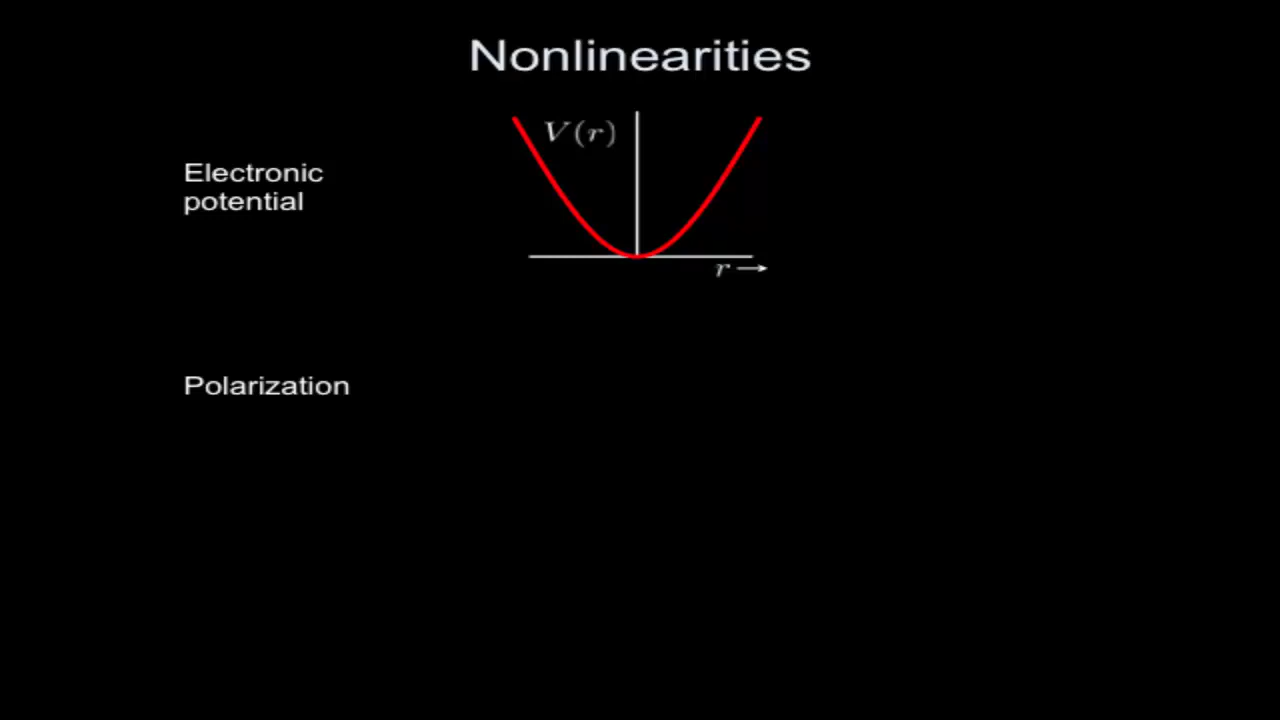 Nonlinearities
V(r)
Electronic
potential
r→
Polarization